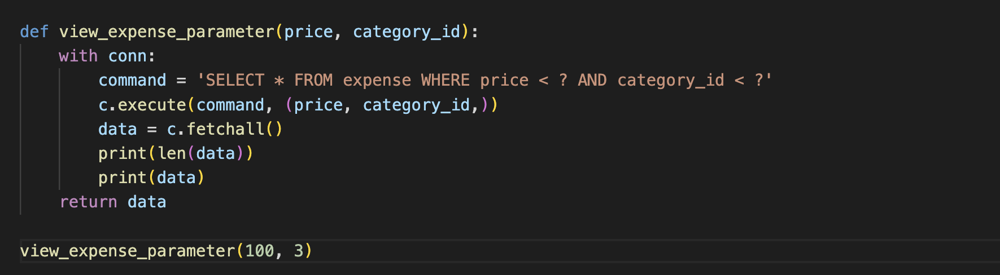 def view_expense_parameter(price, category_id):
    with conn:
        command = 'SELECT * FROM expense WHERE price < ? AND category_id < ?'
        c.execute(command, (price, category_id,))
        data = c.fetchall()
        print(len(data))
        print(data)
    return data
view_expense_parameter(100, 3)